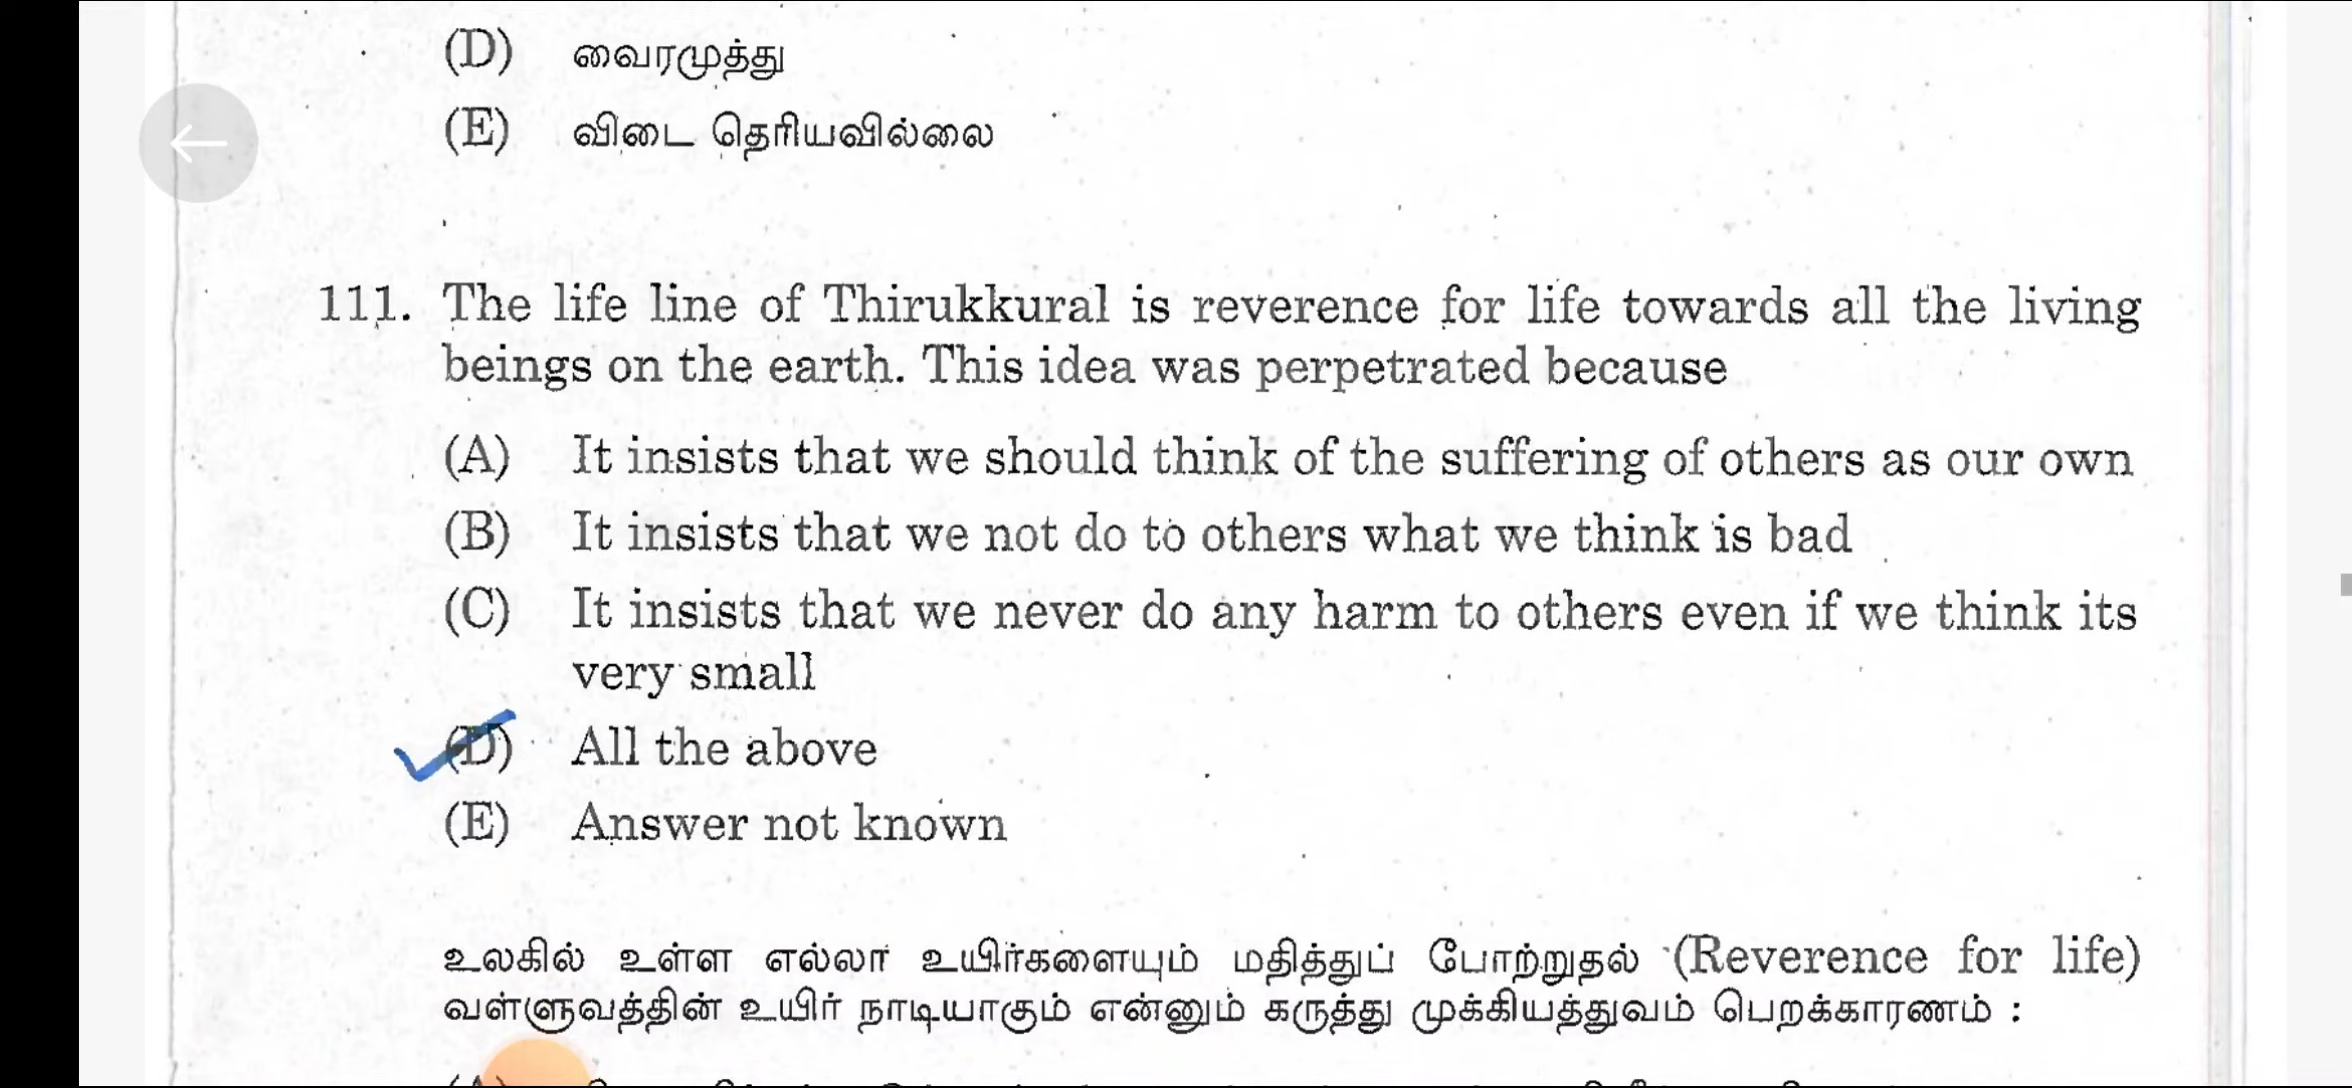 (D) வைரமுத்து
(E) விடை தெரியவில்லை
111. The life line of Thirukkural is reverence for life towards all the living
beings on the earth. This idea was perpetrated because
(A) It insists that we should think of the suffering of others as our own
(B) It insists that we not do to others what we think is bad
(C) It insists that we never do any harm to others even if we think its
very small
(D) All the above
(E) Answer not known
உலகில் உள்ள எல்லா உயிர்களையும் மதித்துப் போற்றுதல் (Reverence for life)
வள்ளுவத்தின் உயிர் நாடியாகும் என்னும் கருத்து முக்கியத்துவம் பெறக்காரணம் :